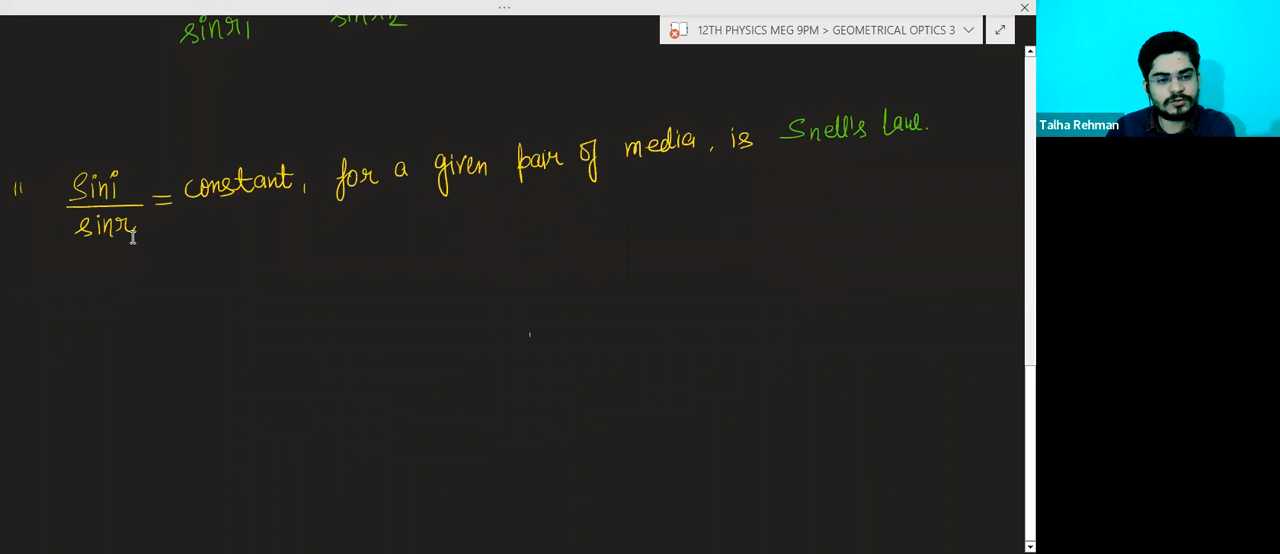 sinr₁ sinr₂
12TH PHYSICS MEG 9PM > GEOMETRICAL OPTICS 3
Talha Rehman
" Sini = constant, for a given pair of media, is Snell's Law.
sinr